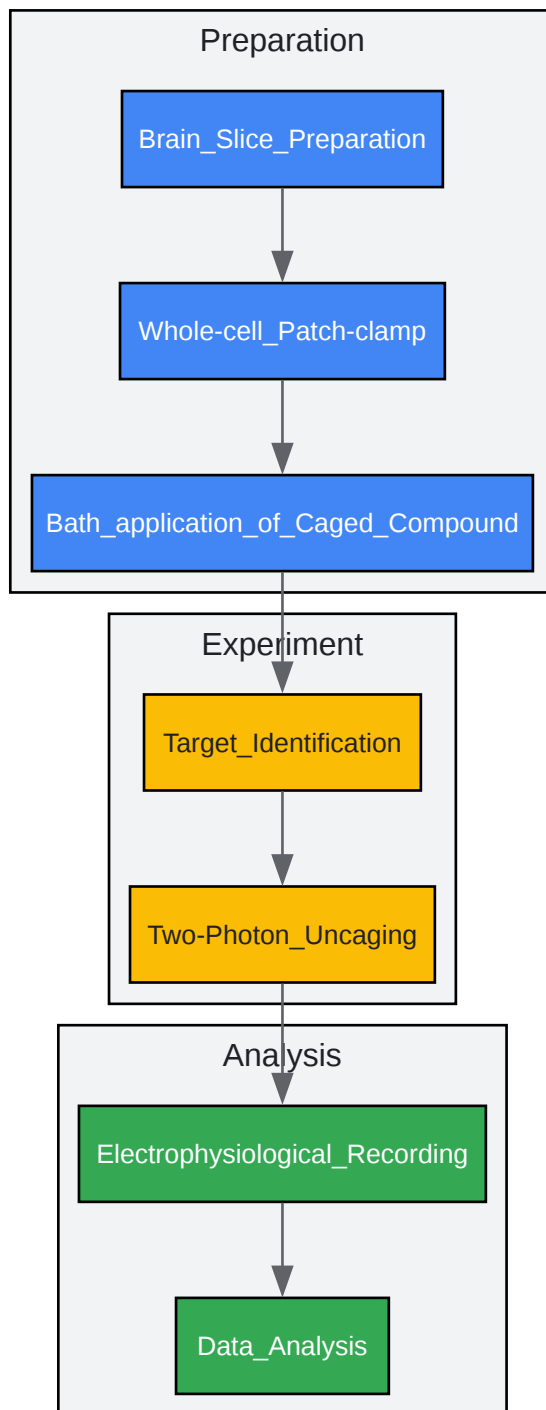 Preparation
Brain_Slice_Preparation
Whole-cell_Patch-clamp
Bath_application_of_Caged_Compound
Experiment
Target_Identification
Two-Photon_Uncaging
Analysis
Electrophysiological_Recording
Data_Analysis